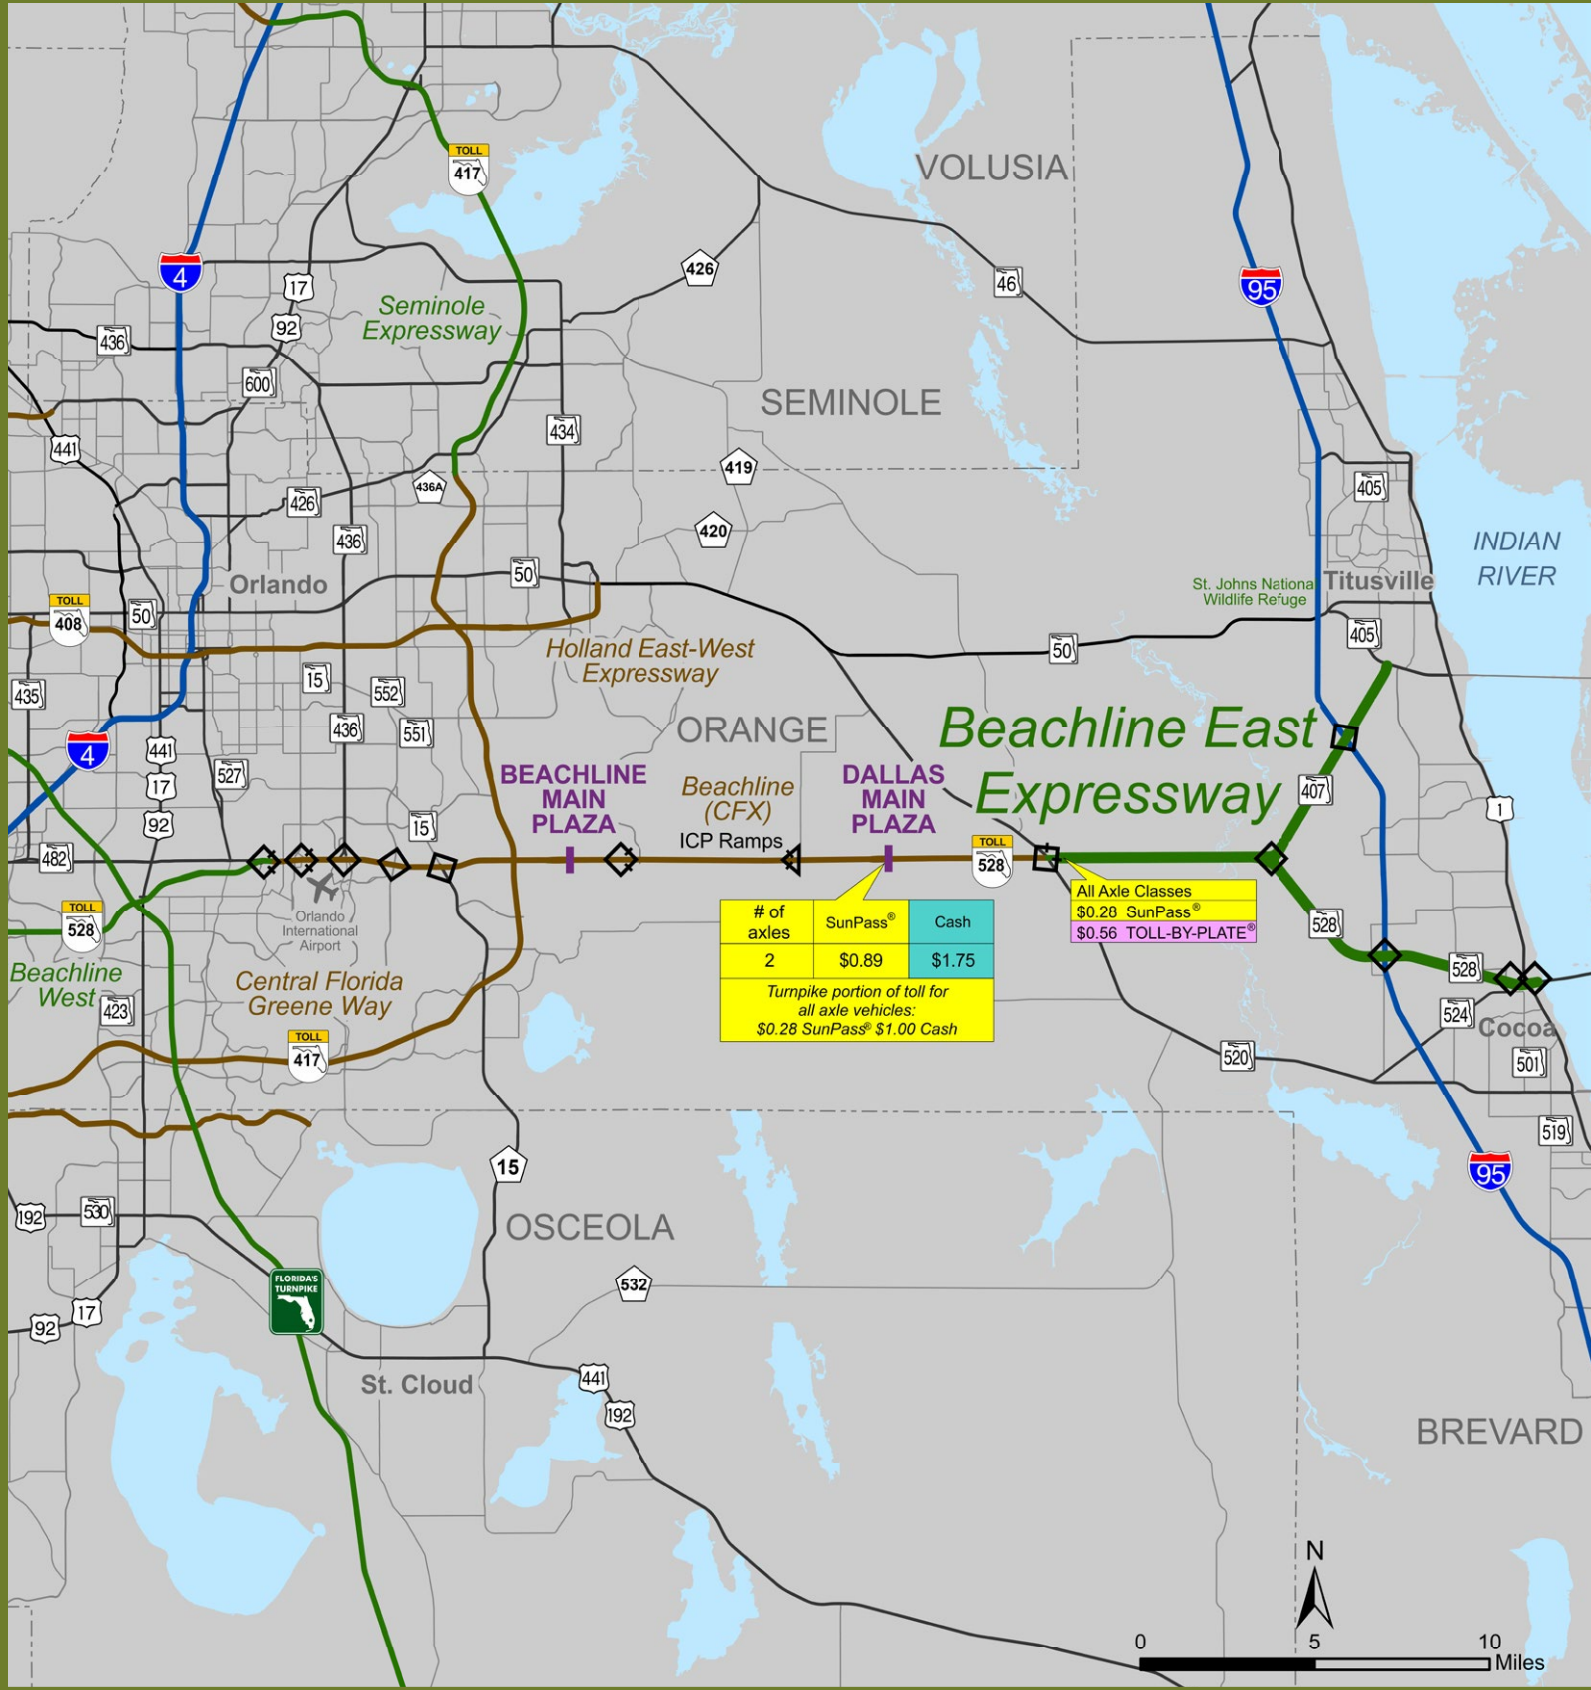 TOLL
417
VOLUSIA
4
17
426
46
95
Seminole
Expressway
92
436
600
SEMINOLE
441
434
419
405
436A
426
420
436
INDIAN
RIVER
50
Orlando
St. Johns National
Wildlife Refuge
Titusville
TOLL
408
50
405
Holland East-West
Expressway
50
15
552
435
436
551
ORANGE
Beachline East
Expressway
4
441
527
BEACHLINE
MAIN
PLAZA
Beachline
(CFX)
DALLAS
MAIN
PLAZA
17
407
1
92
15
ICP Ramps
482
TOLL
528
All Axle Classes
$0.28 SunPass®
$0.56 TOLL-BY-PLATE®
# of
axles
SunPass®
Cash
2
$0.89
$1.75
Turnpike portion of toll for
all axle vehicles:
$0.28 SunPass® $1.00 Cash
Orlando
International
Airport
TOLL
528
528
528
Beachline
West
Central Florida
Greene Way
423
524
Cocoa
TOLL
417
520
501
519
15
95
192
530
OSCEOLA
FLORIDA'S
TURNPIKE
532
17
92
St. Cloud
441
192
BREVARD
N
0
5
10
Miles